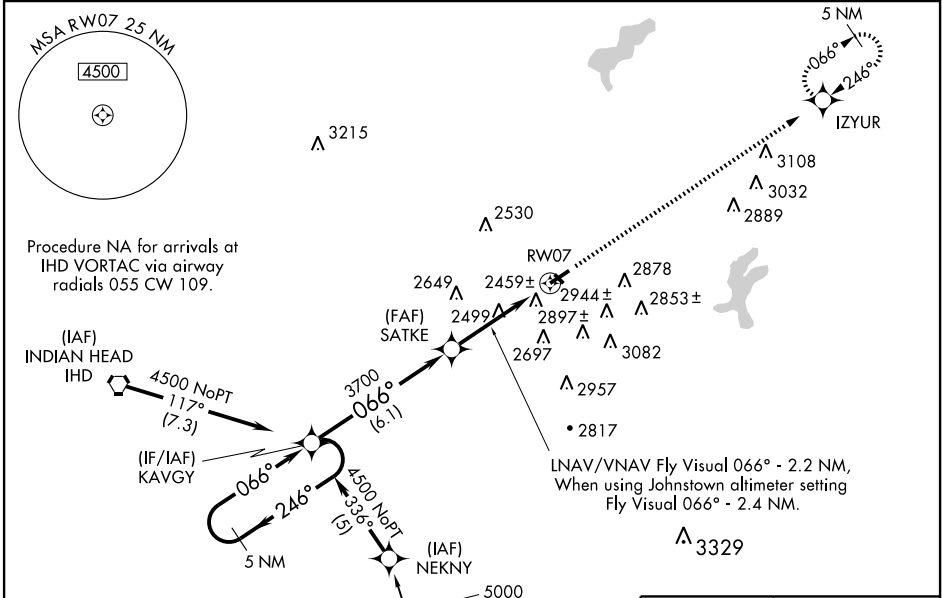 MSA RW07 25 NM
4500
5 NM
066°
246°
IZYUR
3215
3108
3032
2889
2530
Procedure NA for arrivals at
IHD VORTAC via airway
radials 055 CW 109.
RW07
2649
2459±
2944±
2878
2853±
2499
2897±
2697
3082
(FAF)
SATKE
(IAF)
INDIAN HEAD
IHD
4500 NoPT
117°
(7.3)
3700
066°
(6.1)
2957
2817
(IF/IAF)
KAVGY
066°
246°
5 NM
4500 NoPT
336°
(5)
(IAF)
NEKNY
LNAV/VNAV Fly Visual 066° - 2.2 NM,
When using Johnstown altimeter setting
Fly Visual 066° - 2.4 NM.
3329
5000